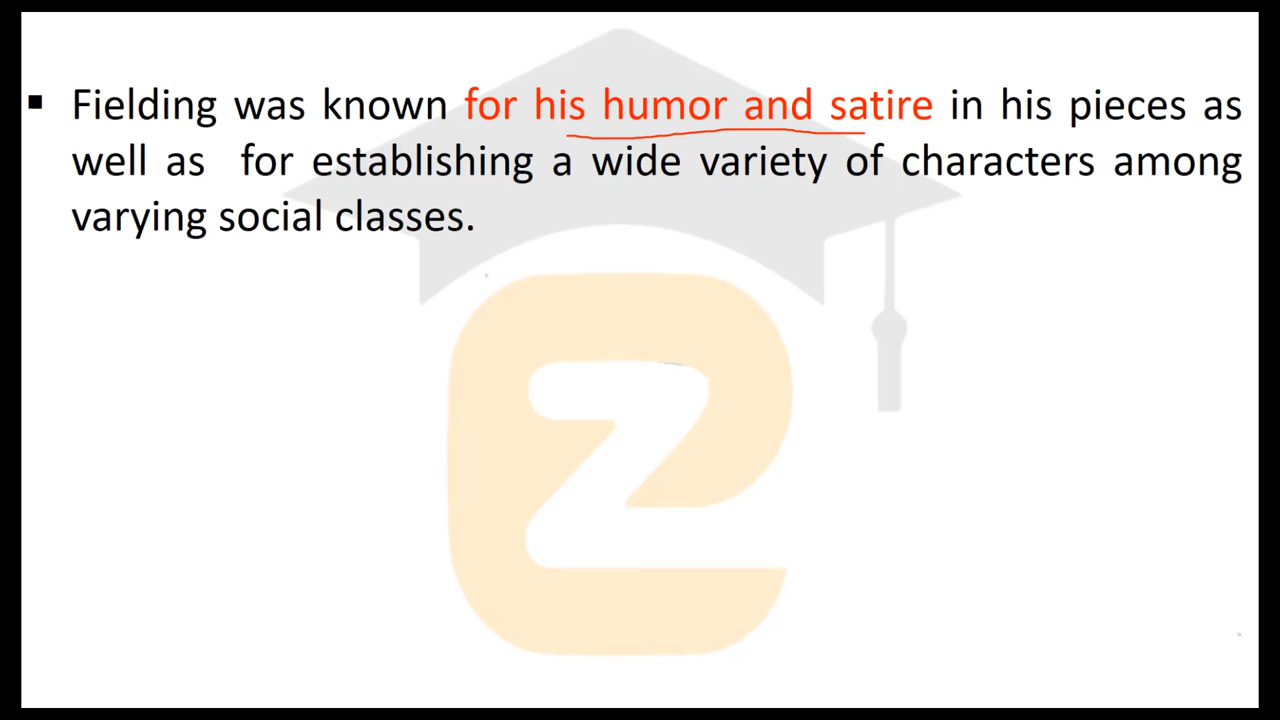 ▪ Fielding was known for his humor and satire in his pieces as
well as for establishing a wide variety of characters among
varying social classes.